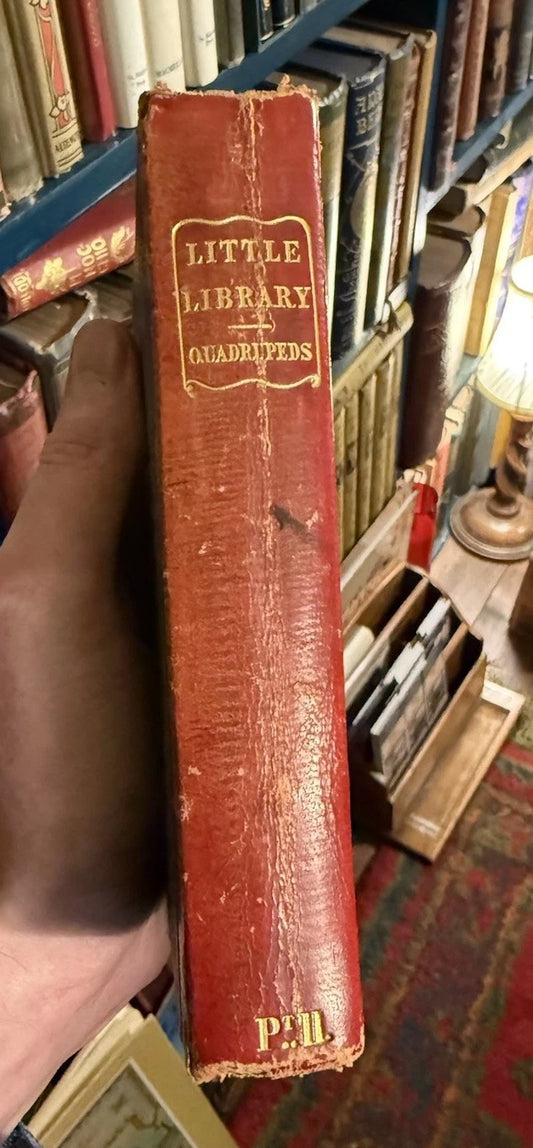 LITTLE
LIBRARY
QUADRUPEDS
PT. II.